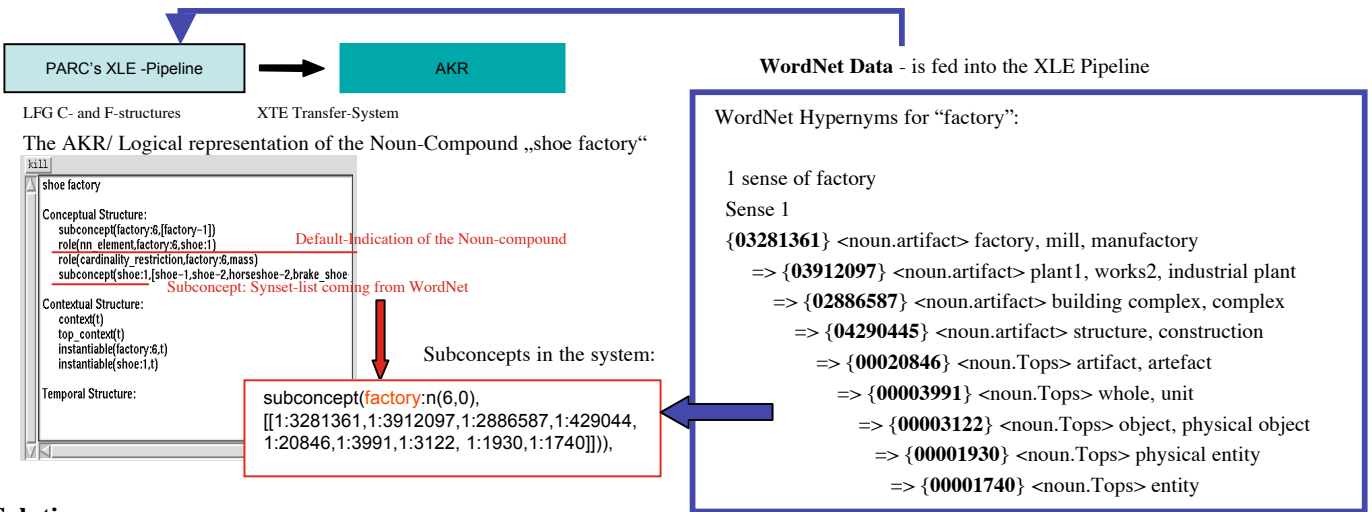 PARC's XLE -Pipeline
AKR
LFG C- and F-structures
XTE Transfer-System
The AKR/ Logical representation of the Noun-Compound „shoe factory“
kill
shoe factory
Conceptual Structure:
subconcept(factory:6,[factory-1])
role(nn_element,factory:6,shoe:1)
Default-Indication of the Noun-compound
role(cardinality_restriction,factory:6,mass)
subconcept(shoe:1,[shoe-1,shoe-2,horseshoe-2,brake_shoe
Subconcept: Synset-list coming from WordNet
Contextual Structure:
context(t)
top_context(t)
instantiable(factory:6,t)
instantiable(shoe:1,t)
Temporal Structure:
Subconcepts in the system:
subconcept(factory:n(6,0),
[[1:3281361,1:3912097,1:2886587,1:429044,
1:20846,1:3991,1:3122, 1:1930,1:1740]])),
WordNet Data - is fed into the XLE Pipeline
WordNet Hypernyms for “factory”:
1 sense of factory
Sense 1
{03281361} <noun.artifact> factory, mill, manufactory
=> {03912097} <noun.artifact> plant1, works2, industrial plant
=> {02886587} <noun.artifact> building complex, complex
=> {04290445} <noun.artifact> structure, construction
=> {00020846} <noun.Tops> artifact, artefact
=> {00003991} <noun.Tops> whole, unit
=> {00003122} <noun.Tops> object, physical object
=> {00001930} <noun.Tops> physical entity
=> {00001740} <noun.Tops> entity